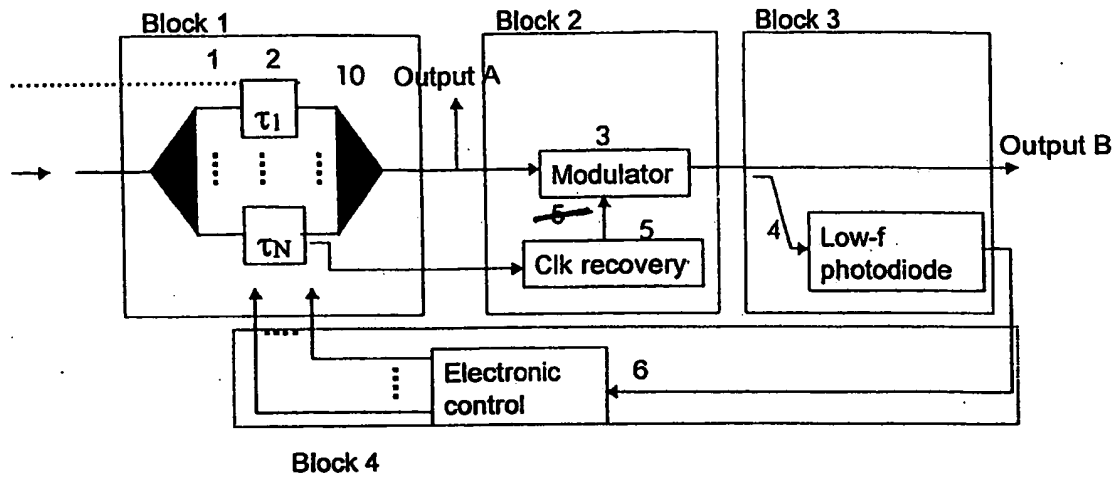 Block 1
Block 2
Block 3
1
2
10
Output A
τ1
3
Modulator
Output B
5
τN
5
Clk recovery
4
Low-f
photodiode
Electronic
control
6
Block 4